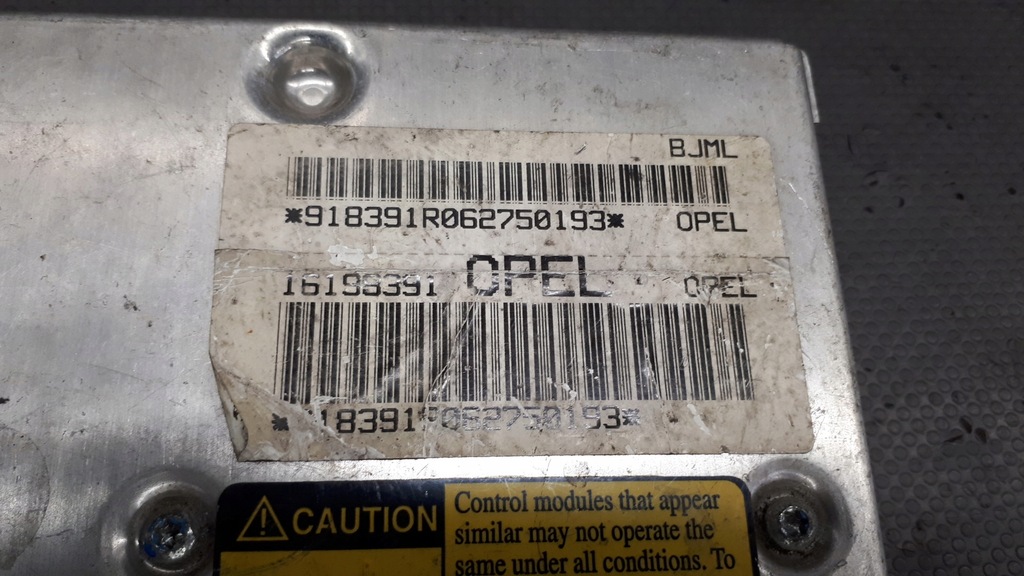 BJML
*918391R062750193* OPEL
16198391 OPEL OPEL
* 18391R062750193*
CAUTION
Control modules that appear
similar may not operate the
same under all conditions. To